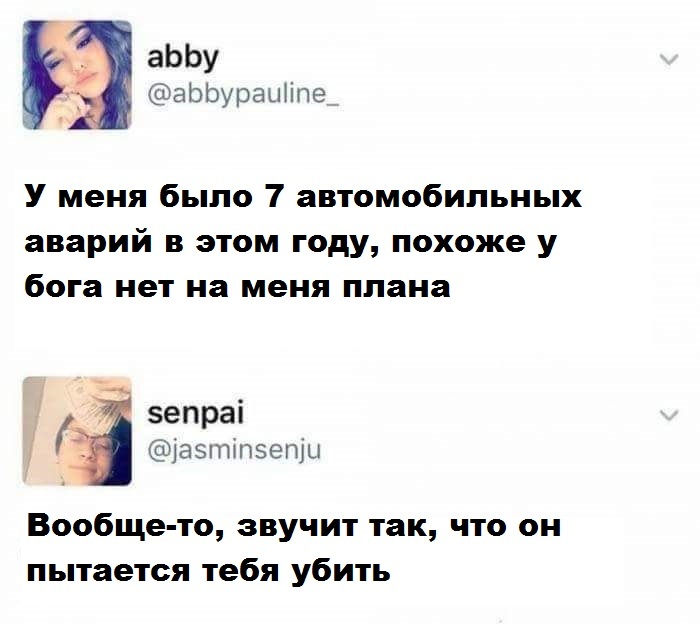 abby
@abbypauline_
У меня было 7 автомобильных
аварий в этом году, похоже у
бога нет на меня плана
senpai
@jasminsenju
Вообще-то, звучит так, что он
пытается тебя убить